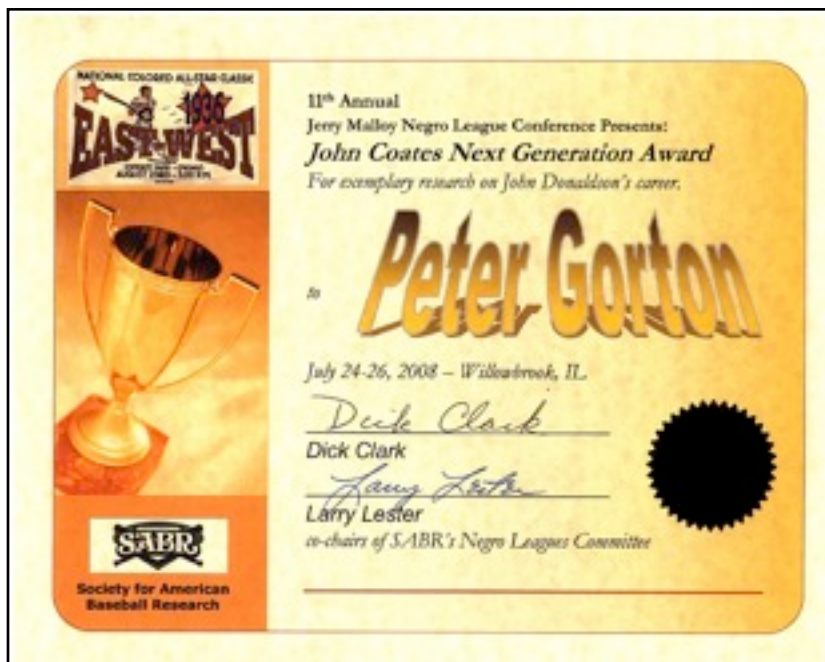 NATIONAL COLORED ALL-STAR CLASSIC
1936
EAST-WEST
11th Annual
Jerry Malloy Negro League Conference Presents:
John Coates Next Generation Award
For exemplary research on John Donaldson's career.
to
Peter Gorton
July 24-26, 2008 – Willowbrook, IL
Dick Clark
Dick Clark
Larry Lester
Larry Lester
co-chairs of SABR's Negro Leagues Committee
SABR
Society for American
Baseball Research